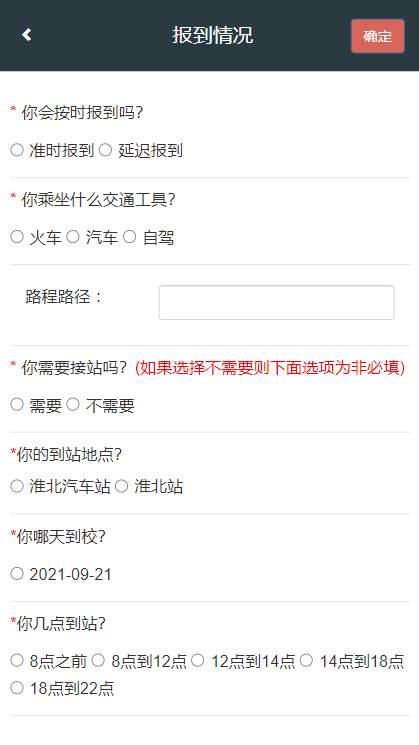 报到情况
确定
* 你会按时报到吗？
准时报到 延迟报到
* 你乘坐什么交通工具？
火车 汽车 自驾
路程路径：
* 你需要接站吗？(如果选择不需要则下面选项为非必填)
需要 不需要
*你的到站地点？
淮北汽车站 淮北站
*你哪天到校？
2021-09-21
*你几点到站？
8点之前 8点到12点 12点到14点 14点到18点
18点到22点